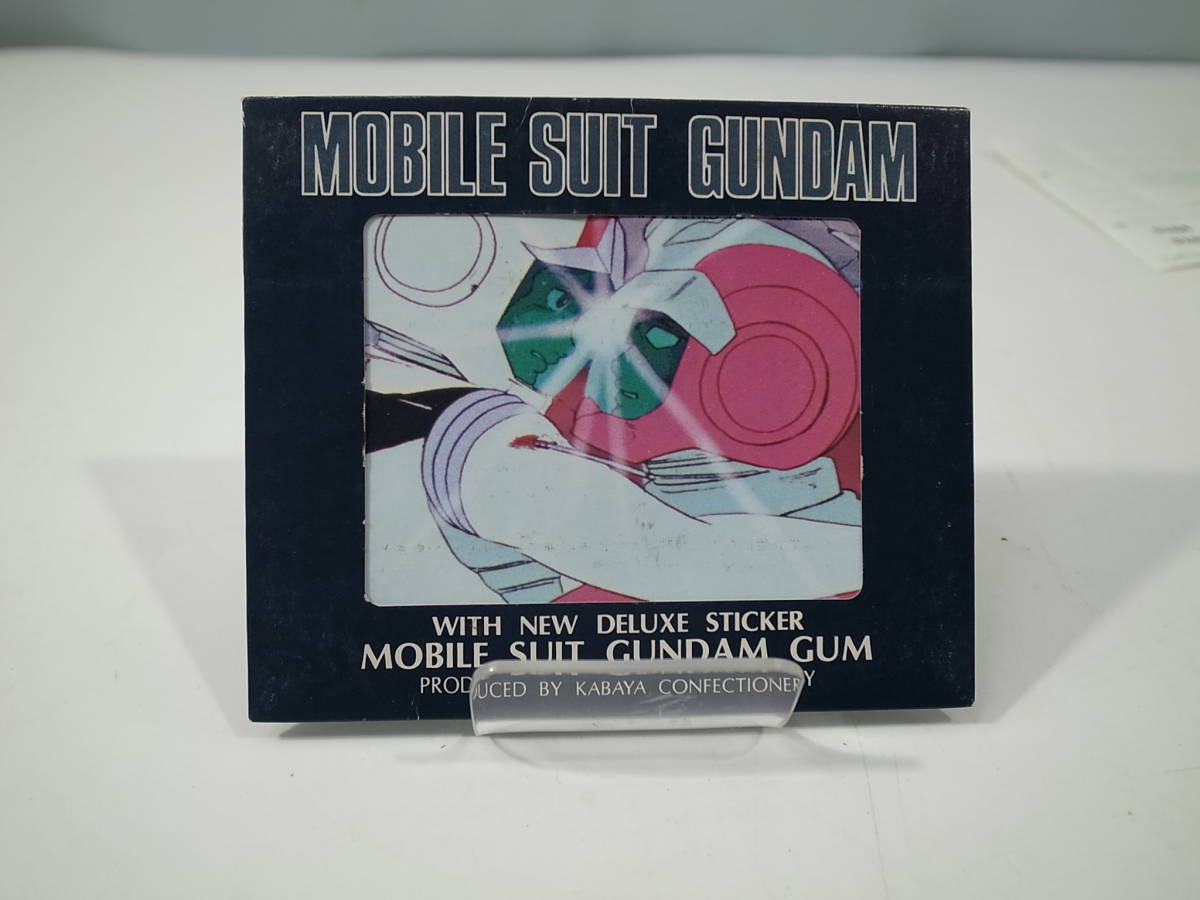 MOBILE SUIT GUNDAM
WITH NEW DELUXE STICKER
MOBILE SUIT GUNDAM GUM
PRODUCED BY KABAYA CONFECTIONERY